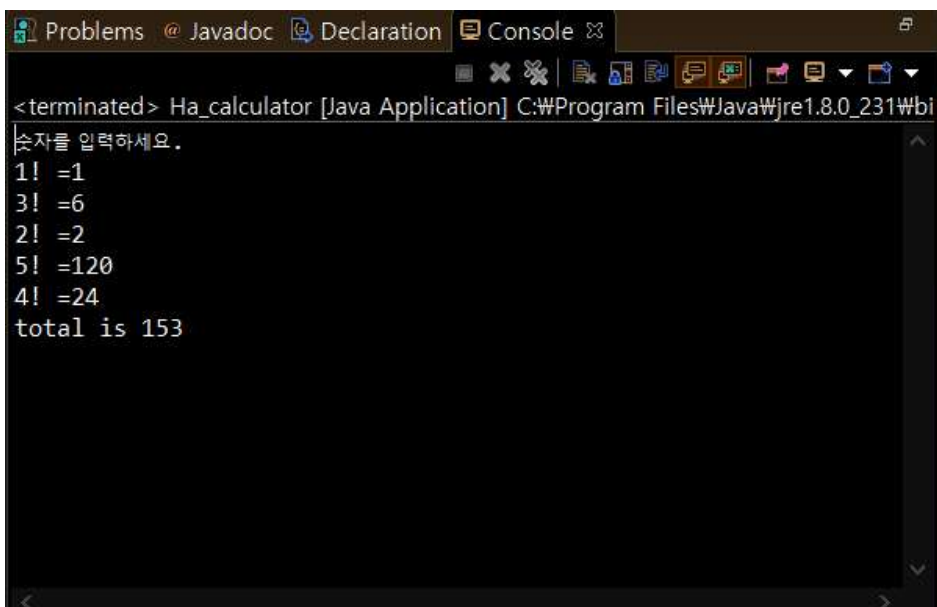 Problems @ Javadoc Declaration Console
<terminated> Ha_calculator [Java Application] C:₩Program Files₩Java₩jre1.8.0_231₩bi
숫자를 입력하세요.
1! =1
3! =6
2! =2
5! =120
4! =24
total is 153